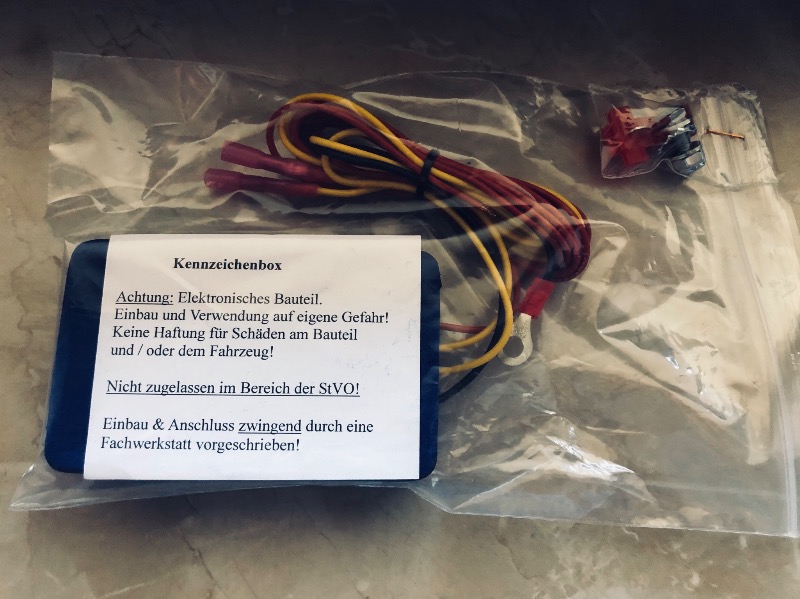 Kennzeichenbox
Achtung: Elektronisches Bauteil.
Einbau und Verwendung auf eigene Gefahr!
Keine Haftung für Schäden am Bauteil
und / oder dem Fahrzeug!
Nicht zugelassen im Bereich der StVO!
Einbau & Anschluss zwingend durch eine
Fachwerkstatt vorgeschrieben!